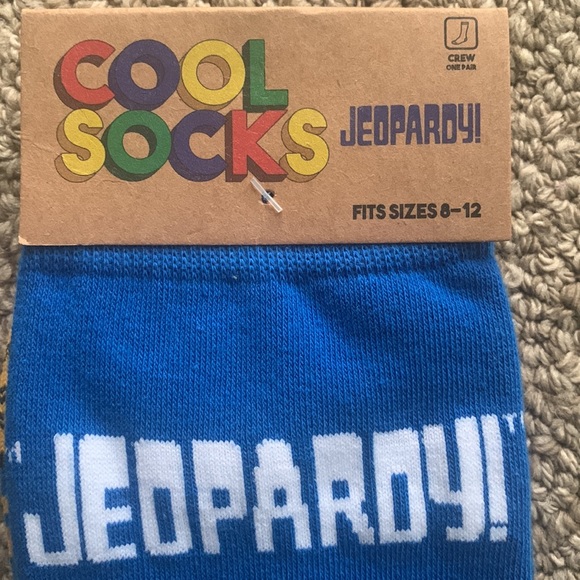 COOL
SOCKS
JEOPARDY!
CREW
ONE PAIR
FITS SIZES 8-12
"JEOPARDY!"